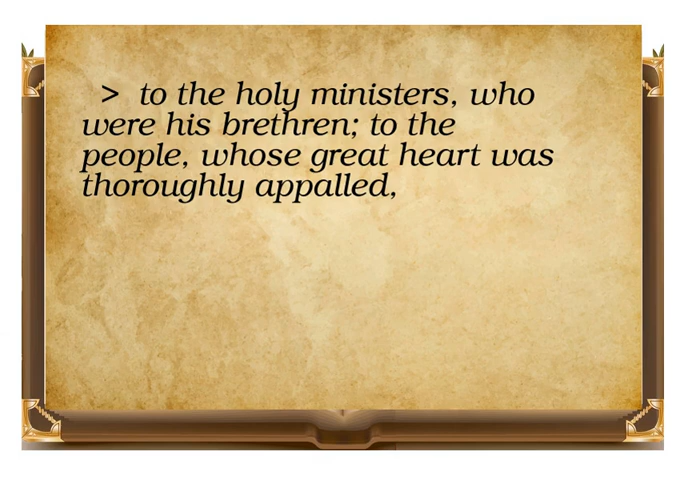 > to the holy ministers, who
were his brethren; to the
people, whose great heart was
thoroughly appalled,